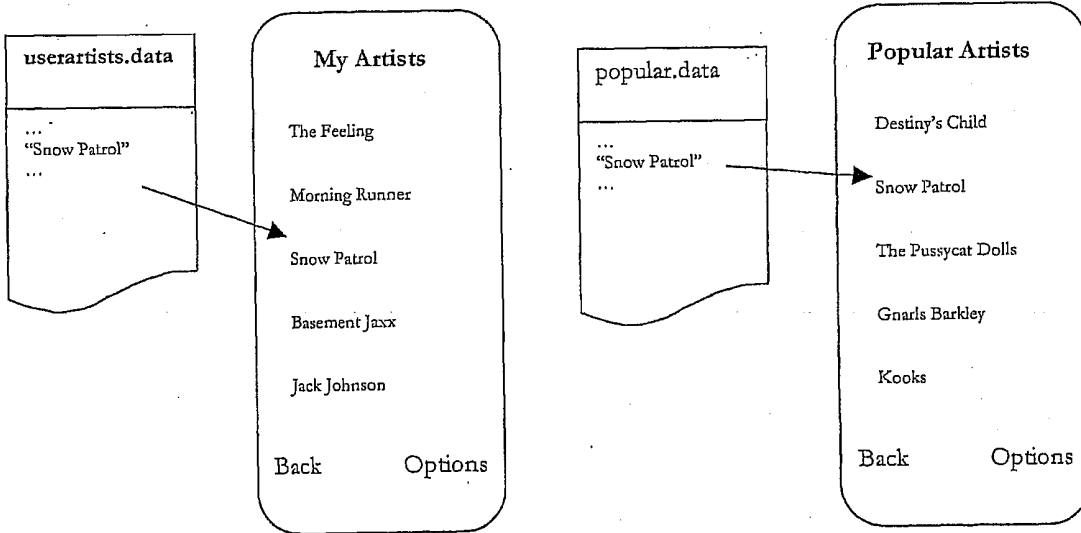 userartists.data
...
“Snow Patrol”
...
My Artists
The Feeling
Morning Runner
Snow Patrol
Basement Jaxx
Jack Johnson
Back Options
popular.data
...
“Snow Patrol”
...
Popular Artists
Destiny's Child
Snow Patrol
The Pussycat Dolls
Gnarls Barkley
Kooks
Back Options